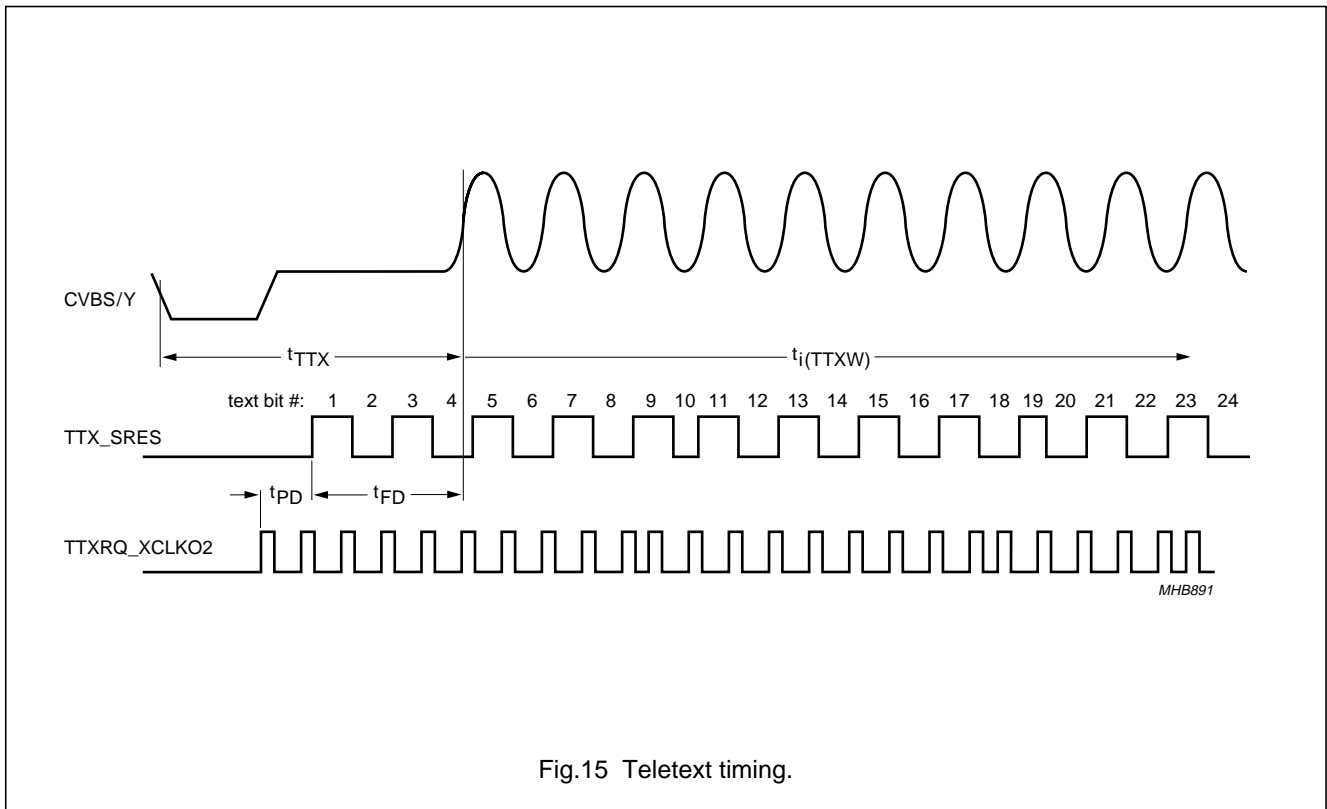 CVBS/Y
tTTX
ti(TTXW)
text bit #: 1 2 3 4 5 6 7 8 9 10 11 12 13 14 15 16 17 18 19 20 21 22 23 24
TTX_SRES
tPD
tFD
TTXRQ_XCLKO2
MHB891
Fig.15 Teletext timing.